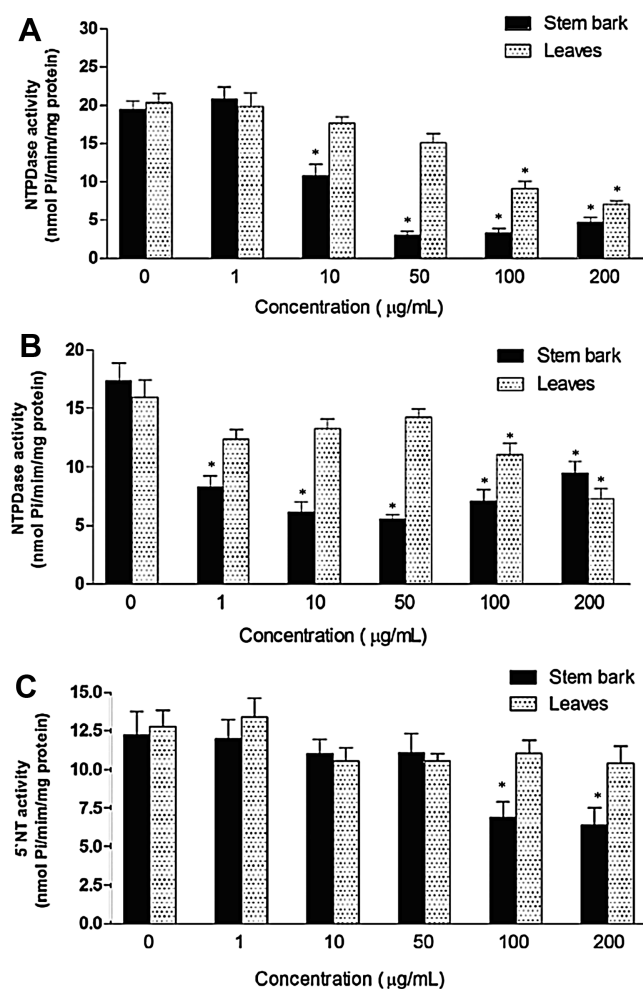 A
Stem bark
Leaves
NTPDase activity
(nmol Pi/mim/mg protein)
30
25
20
15
10
5
0
*
*
*
*
*
*
0 1 10 50 100 200
Concentration ( μg/mL)
B
Stem bark
Leaves
NTPDase activity
(nmol Pi/mim/mg protein)
20
15
10
5
0
*
*
*
*
*
*
*
0 1 10 50 100 200
Concentration ( μg/mL)
C
Stem bark
Leaves
5`NT activity
(nmol Pi/mim/mg protein)
15.0
12.5
10.0
7.5
5.0
2.5
0.0
*
*
0 1 10 50 100 200
Concentration ( μg/mL)